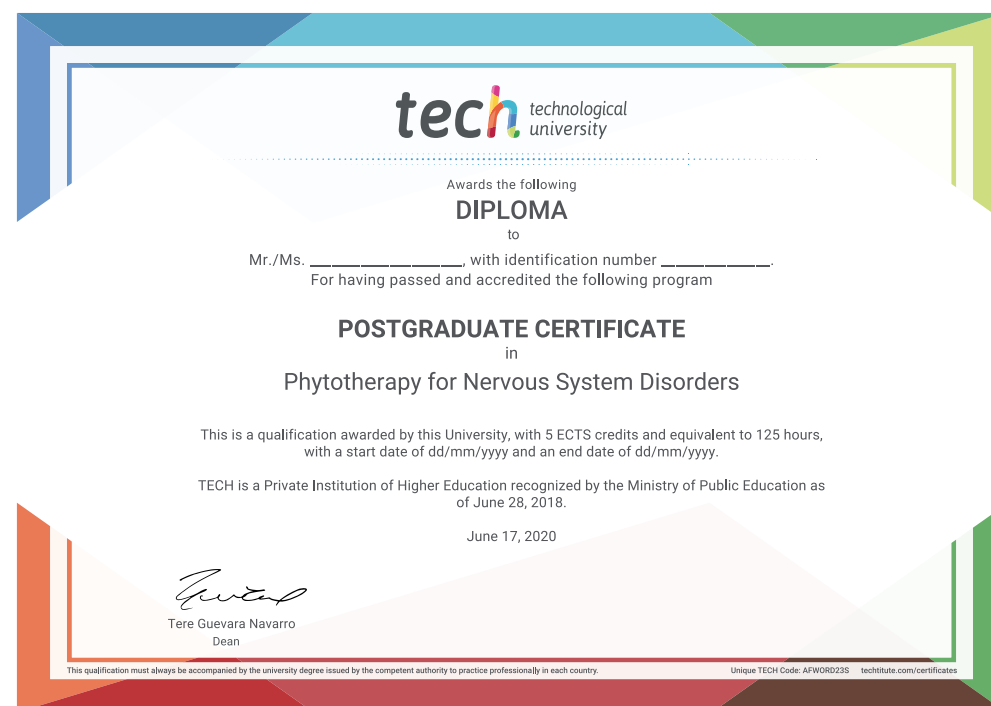 tech technological
university
Awards the following
DIPLOMA
to
Mr./Ms. ____________________, with identification number ______________.
For having passed and accredited the following program
POSTGRADUATE CERTIFICATE
in
Phytotherapy for Nervous System Disorders
This is a qualification awarded by this University, with 5 ECTS credits and equivalent to 125 hours,
with a start date of dd/mm/yyyy and an end date of dd/mm/yyyy.
TECH is a Private Institution of Higher Education recognized by the Ministry of Public Education as
of June 28, 2018.
June 17, 2020
Tere Guevara Navarro
Dean
This qualification must always be accompanied by the university degree issued by the competent authority to practice professionally in each country.
Unique TECH Code: AFWORD23S techtitute.com/certificates